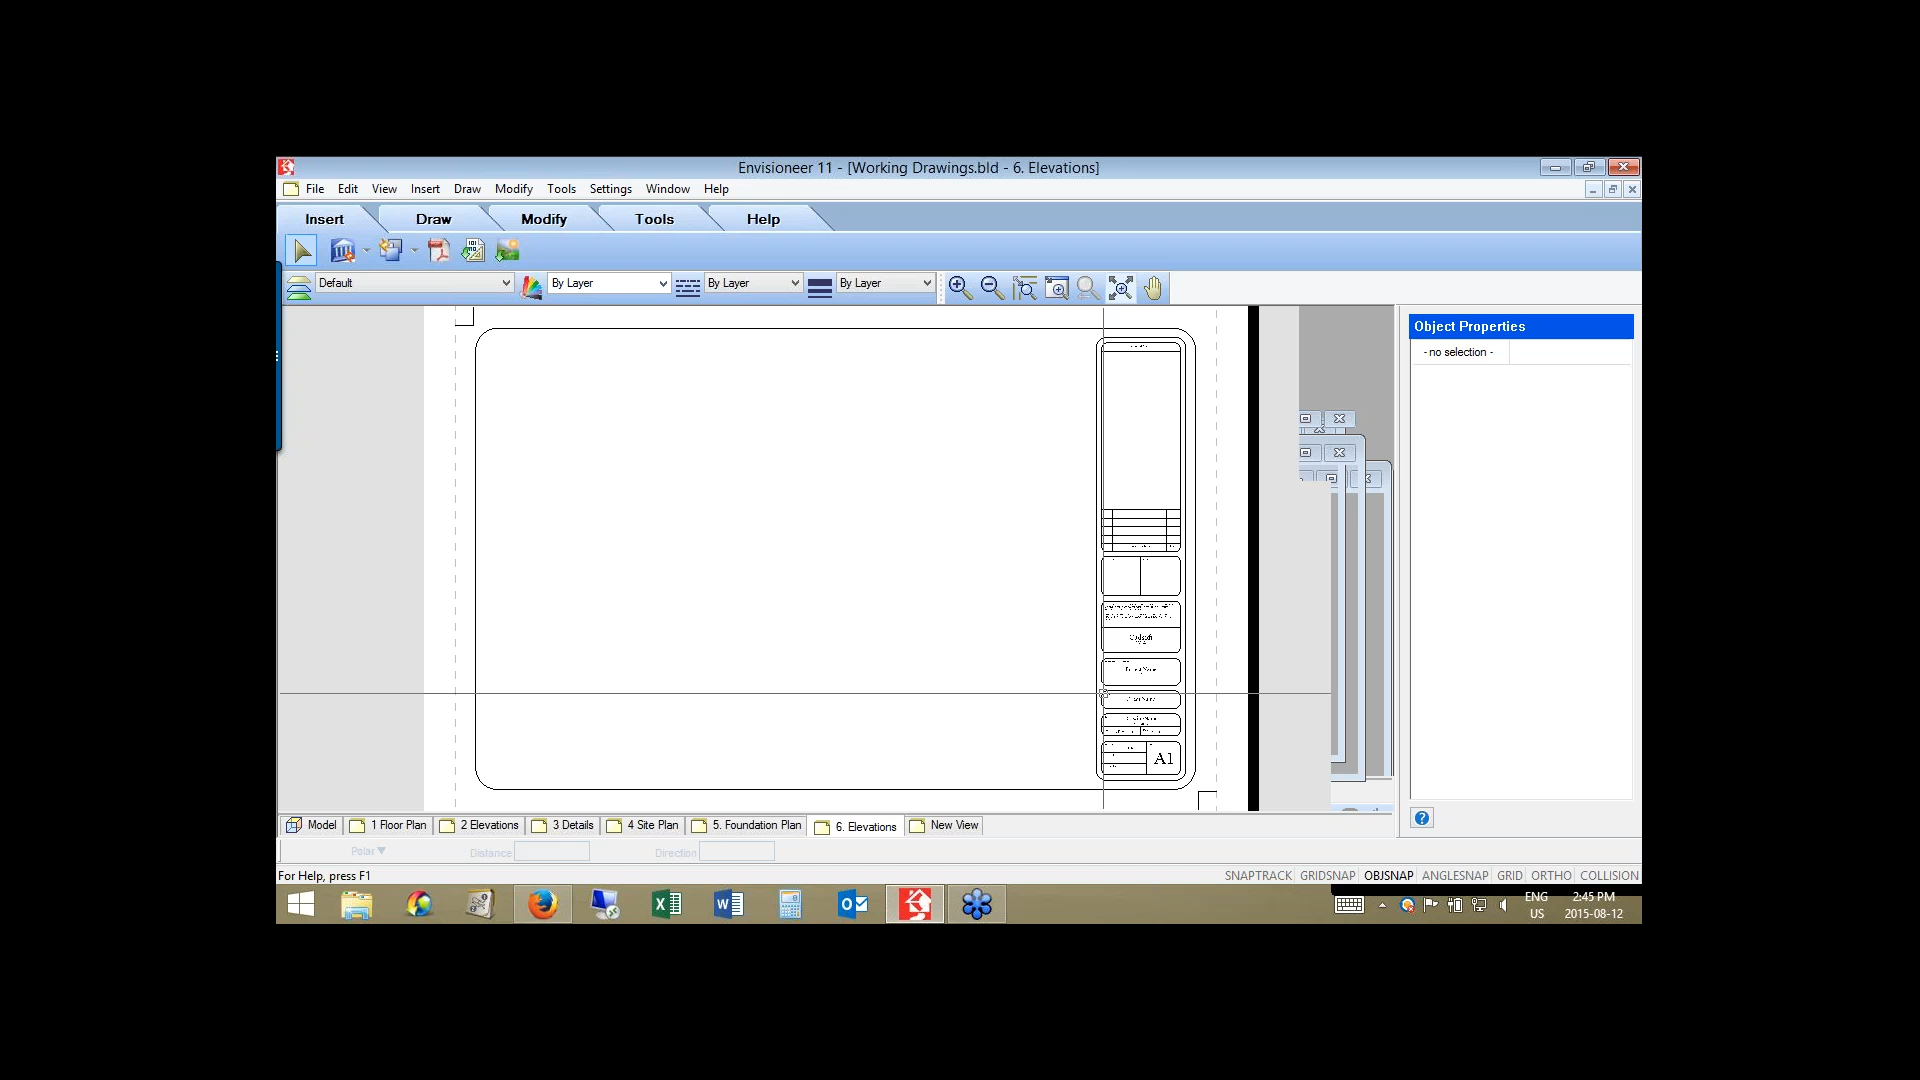 Envisioneer 11 - [Working Drawings.bld - 6. Elevations]
File Edit View Insert Draw Modify Tools Settings Window Help
Insert Draw Modify Tools Help
Default By Layer By Layer By Layer
Object Properties
- no selection -
A1
Model 1 Floor Plan 2 Elevations 3 Details 4 Site Plan 5. Foundation Plan 6. Elevations New View
Polar Distance Direction
For Help, press F1 SNAPTRACK GRIDSNAP OBJSNAP ANGLESNAP GRID ORTHO COLLISION
ENG 2:45 PM
US 2015-08-12